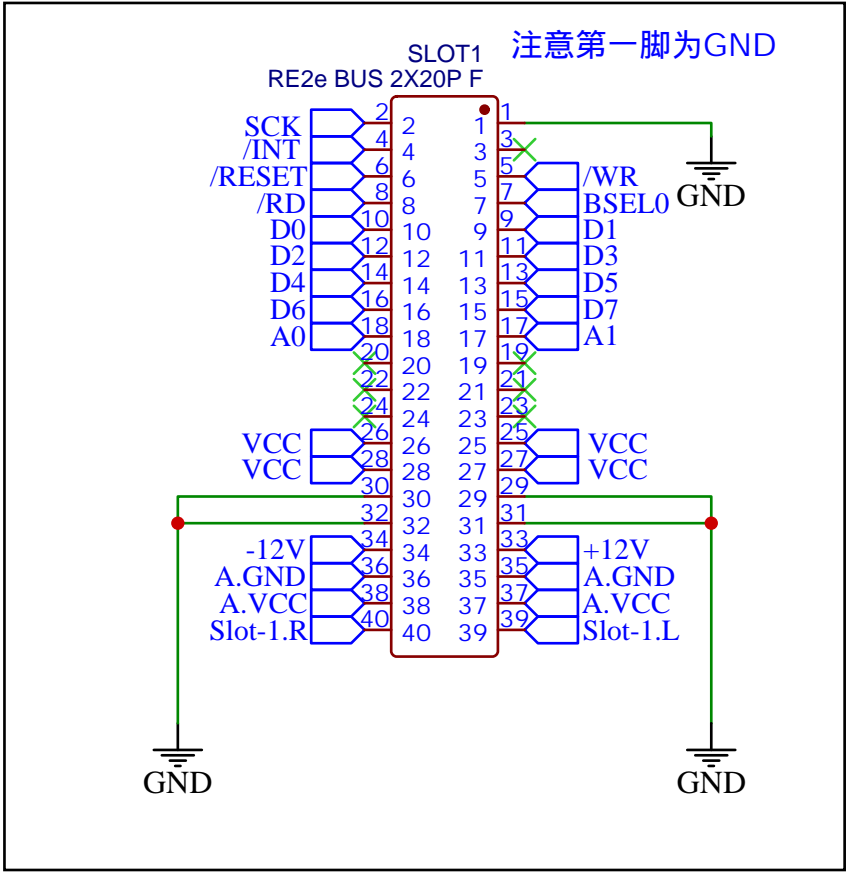 注意第一脚为GND
SLOT1
RE2e BUS 2X20P F
SCK 2 2 1 1
/INT 4 4 3 3
/RESET 6 6 5 5 /WR
/RD 8 8 7 7 BSEL0 GND
D0 10 10 9 9 D1
D2 12 12 11 11 D3
D4 14 14 13 13 D5
D6 16 16 15 15 D7
A0 18 18 17 17 A1
20 20 19 19
22 22 21 21
24 24 23 23
VCC 26 26 25 25 VCC
VCC 28 28 27 27 VCC
30 30 29 29
32 32 31 31
-12V 34 34 33 33 +12V
A.GND 36 36 35 35 A.GND
A.VCC 38 38 37 37 A.VCC
Slot-1.R 40 40 39 39 Slot-1.L
GND GND